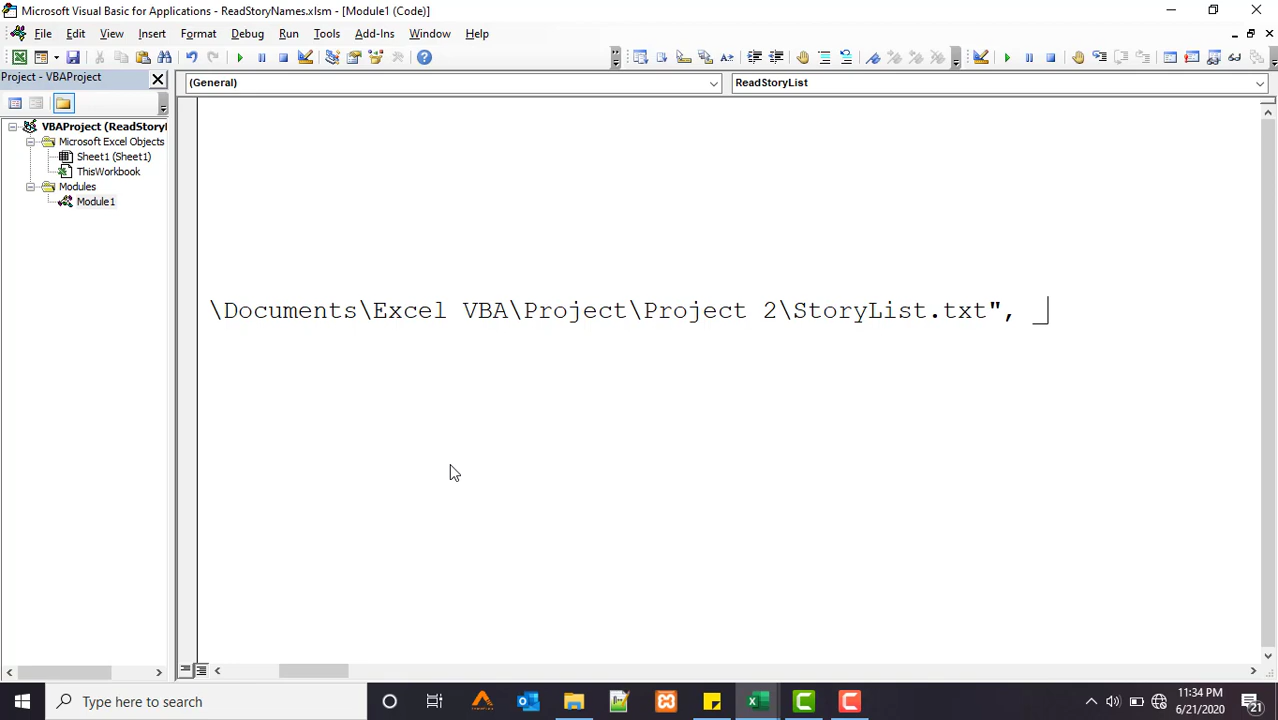 Microsoft Visual Basic for Applications - ReadStoryNames.xlsm - [Module1 (Code)]
File Edit View Insert Format Debug Run Tools Add-Ins Window Help
Project - VBAProject
(General)
ReadStoryList
VBAProject (ReadStoryI
Microsoft Excel Objects
Sheet1 (Sheet1)
ThisWorkbook
Modules
Module1
\Documents\Excel VBA\Project\Project 2\StoryList.txt", _
Type here to search
11:34 PM
6/21/2020
21